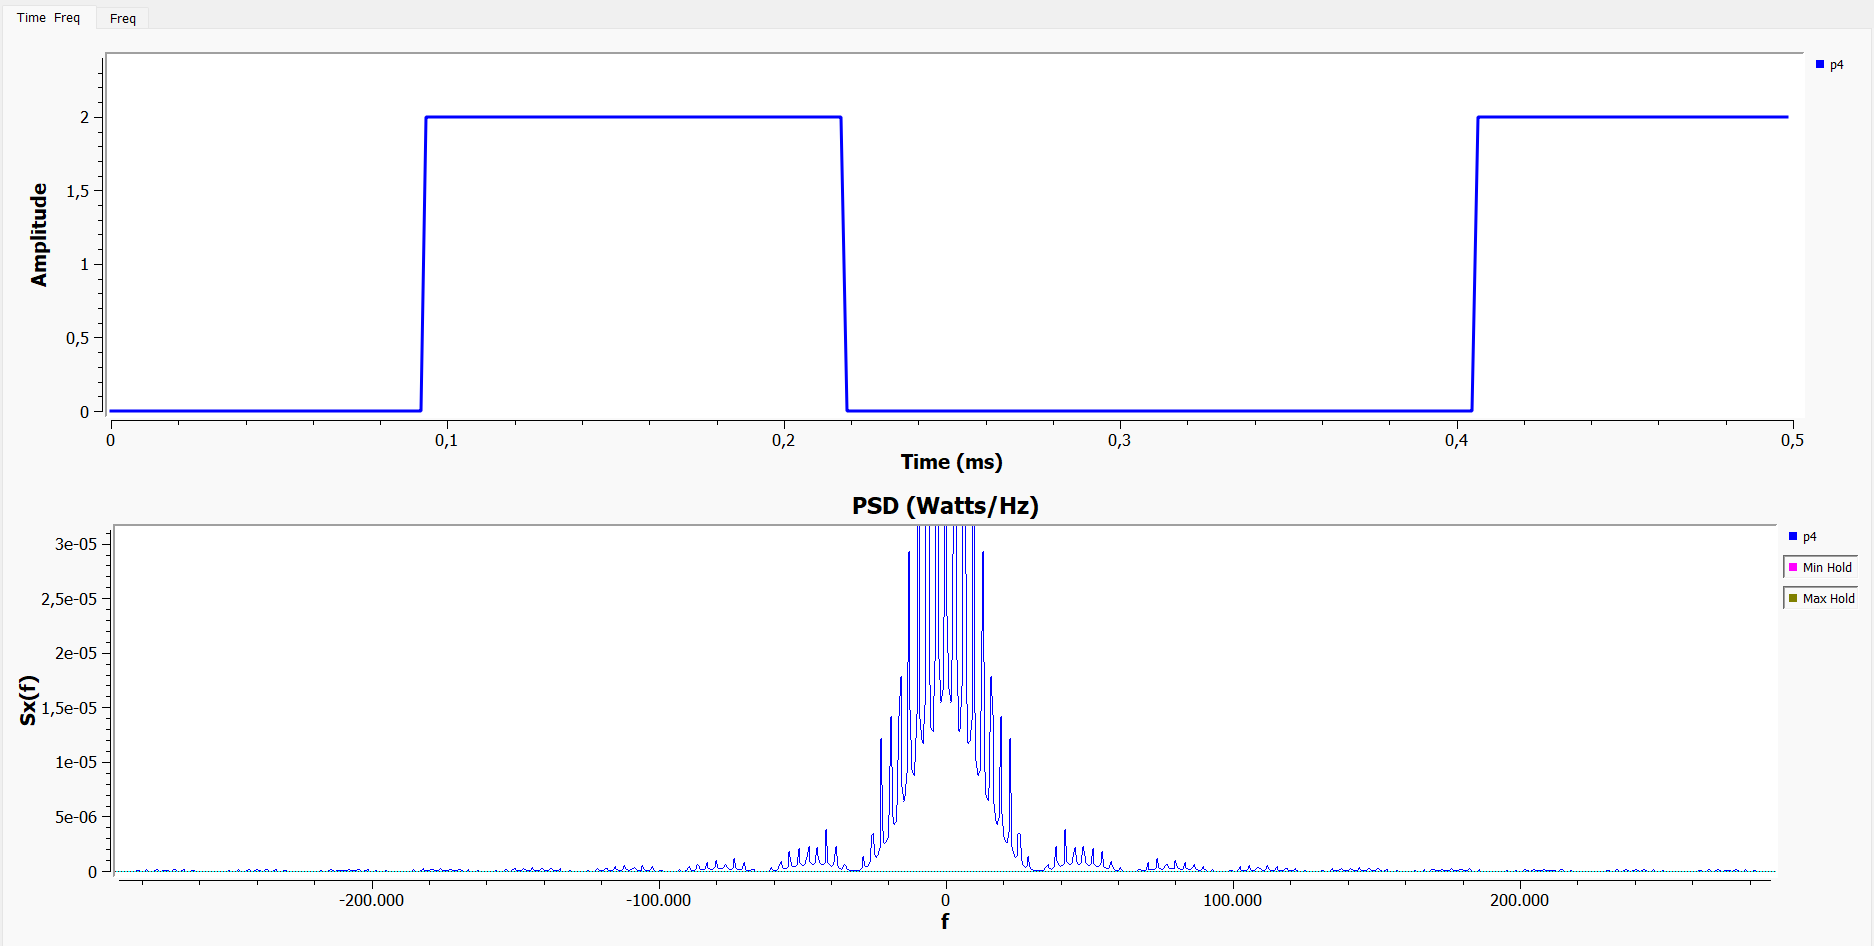 Time Freq
Freq
p4
2
1,5
1
0,5
0
Amplitude
0
0,1
0,2
0,3
0,4
0,5
Time (ms)
PSD (Watts/Hz)
p4
Min Hold
Max Hold
3e-05
2,5e-05
2e-05
1,5e-05
1e-05
5e-06
0
Sx(f)
-200.000
-100.000
0
100.000
200.000
f